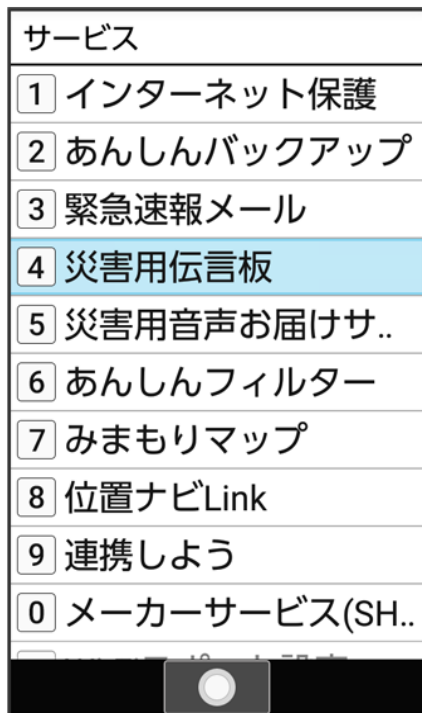 サービス
1 インターネット保護
2 あんしんバックアップ
3 緊急速報メール
4 災害用伝言板
5 災害用音声お届けサ..
6 あんしんフィルター
7 みまもりマップ
8 位置ナビLink
9 連携しよう
0 メーカーサービス(SH..